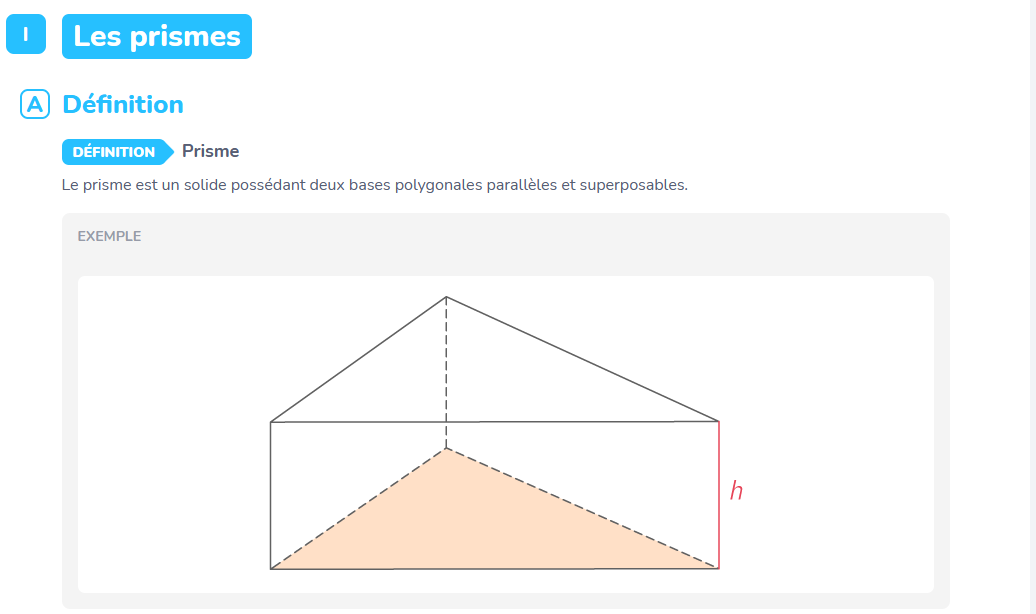 I
Les prismes
A
Définition
DÉFINITION Prisme
Le prisme est un solide possédant deux bases polygonales parallèles et superposables.
EXEMPLE
h